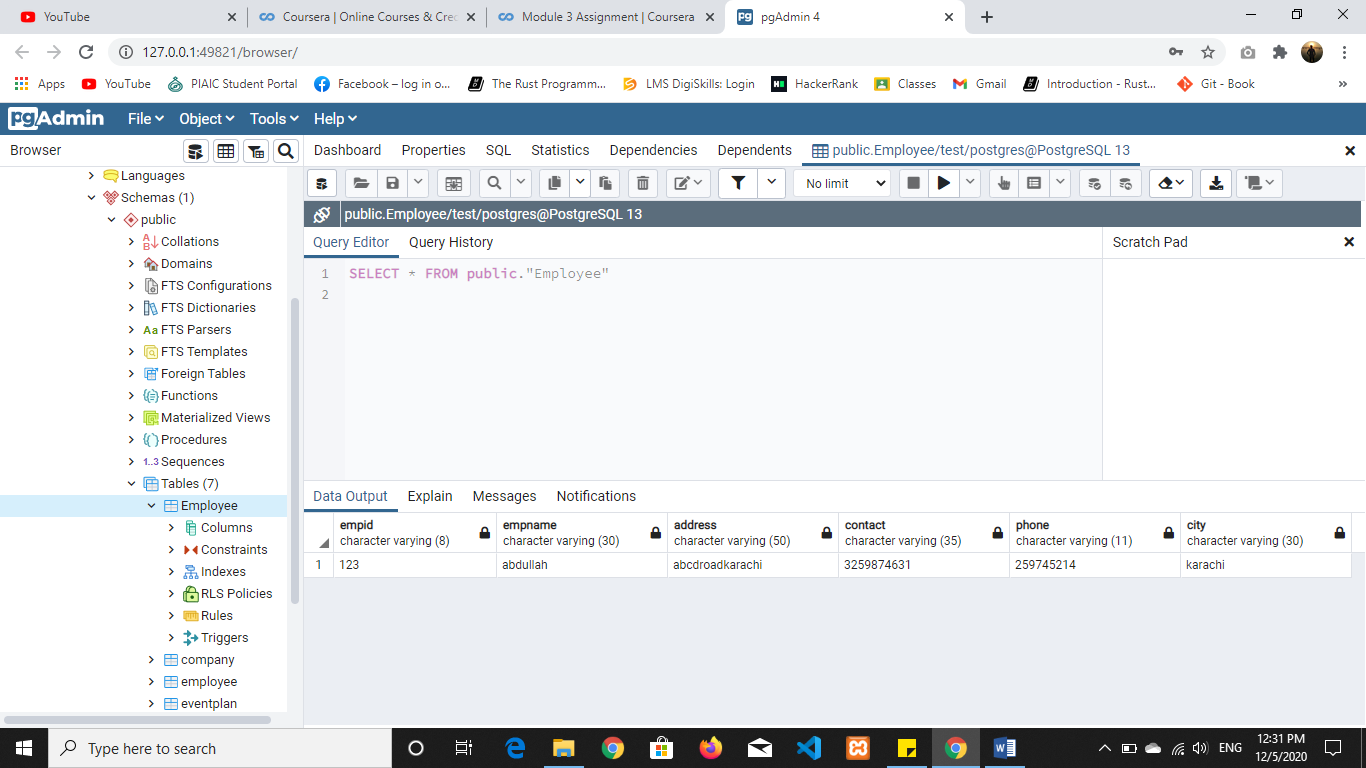 YouTube
Coursera | Online Courses & Crec
Module 3 Assignment | Coursera
pgAdmin 4
127.0.0.1:49821/browser/
Apps
YouTube
PIAIC Student Portal
Facebook – log in o...
The Rust Programm...
LMS DigiSkills: Login
HackerRank
Classes
Gmail
Introduction - Rust...
Git - Book
pgAdmin
File
Object
Tools
Help
Browser
Dashboard
Properties
SQL
Statistics
Dependencies
Dependents
public.Employee/test/postgres@PostgreSQL 13
No limit
public.Employee/test/postgres@PostgreSQL 13
Query Editor
Query History
Scratch Pad
1 SELECT * FROM public."Employee"
2
Languages
Schemas (1)
public
Collations
Domains
FTS Configurations
FTS Dictionaries
Aa FTS Parsers
FTS Templates
Foreign Tables
Functions
Materialized Views
Procedures
1..3 Sequences
Tables (7)
Employee
Columns
Constraints
Indexes
RLS Policies
Rules
Triggers
company
employee
eventplan
Data Output
Explain
Messages
Notifications
empid
character varying (8)
empname
character varying (30)
address
character varying (50)
contact
character varying (35)
phone
character varying (11)
city
character varying (30)
1 123 abdullah abcdroadkarachi 3259874631 259745214 karachi
Type here to search
ENG
12:31 PM
12/5/2020